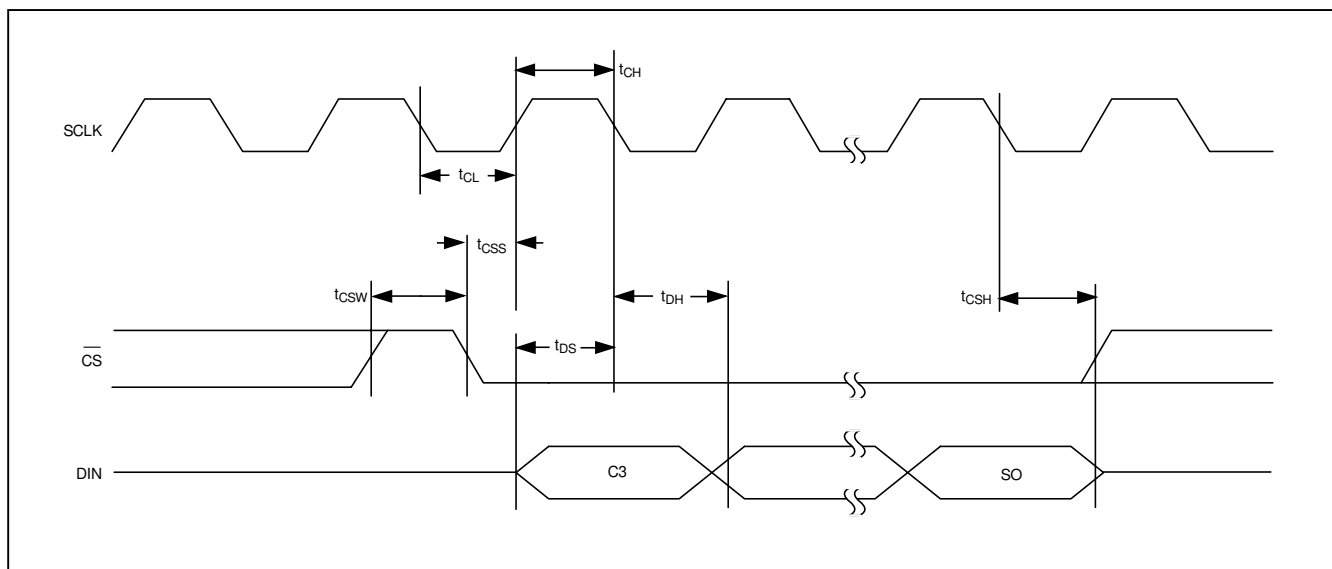 tCH
SCLK
tCL
tCSS
tCSW
tDH
tCSH
CS
tDS
DIN
C3
SO